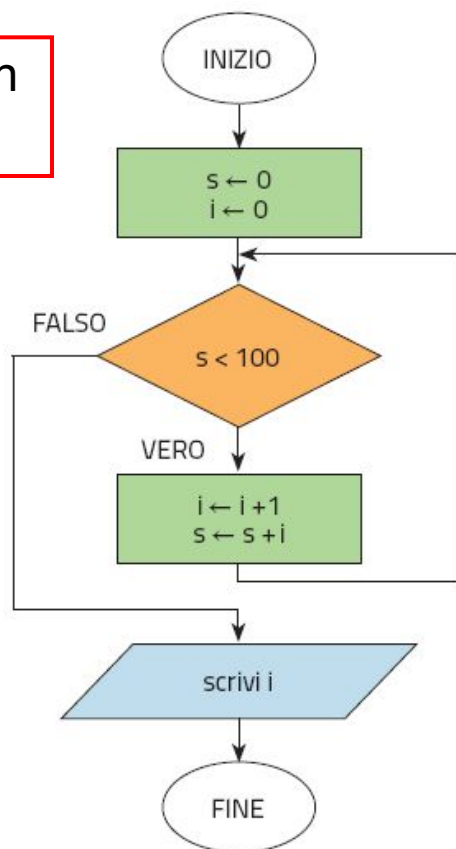 INIZIO
s ← 0
i ← 0
FALSO
s < 100
VERO
i ← i +1
s ← s +i
scrivi i
FINE